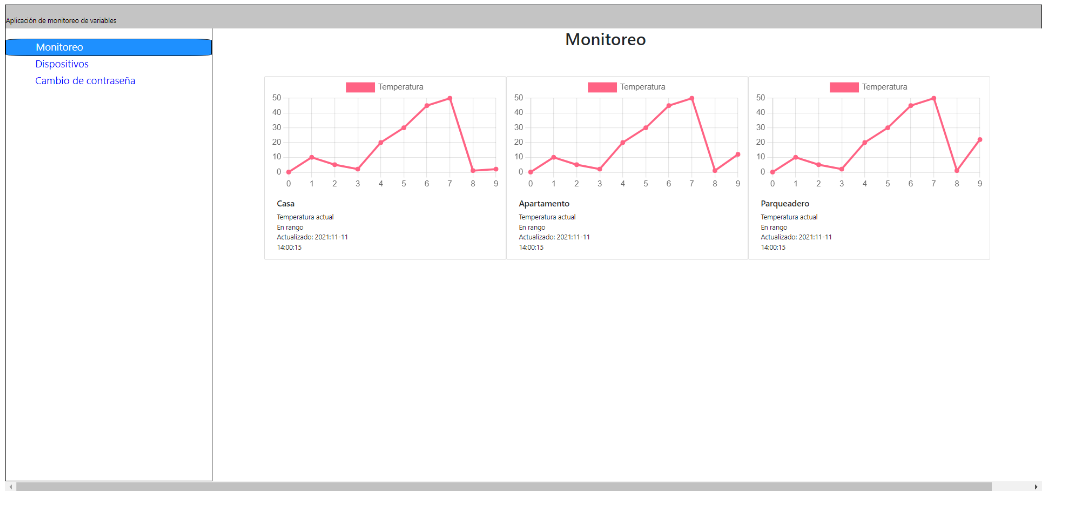 Aplicación de monitoreo de variables
Monitoreo
Dispositivos
Cambio de contraseña
Monitoreo
Temperatura
50
40
30
20
10
0
0 1 2 3 4 5 6 7 8 9
Casa
Temperatura actual
En rango
Actualizado: 2021:11-11
14:00:15
Temperatura
50
40
30
20
10
0
0 1 2 3 4 5 6 7 8 9
Apartamento
Temperatura actual
En rango
Actualizado: 2021:11-11
14:00:15
Temperatura
50
40
30
20
10
0
0 1 2 3 4 5 6 7 8 9
Parqueadero
Temperatura actual
En rango
Actualizado: 2021:11-11
14:00:15